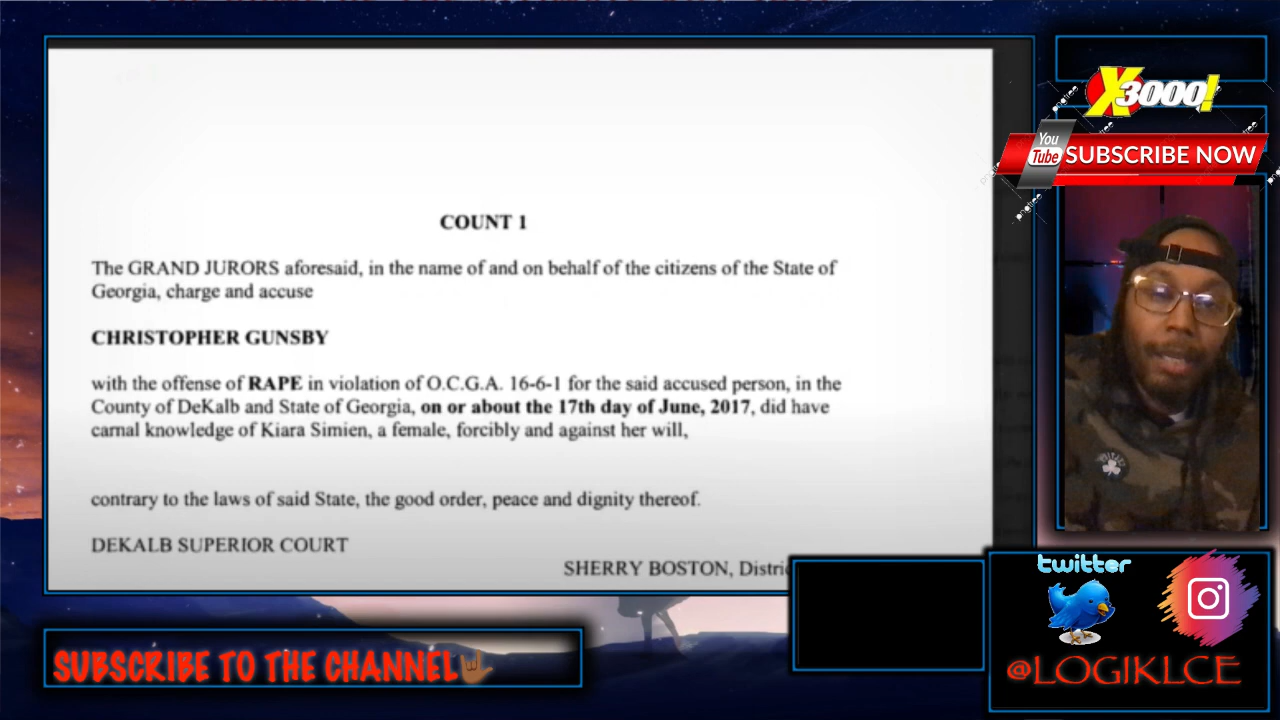 COUNT 1
The GRAND JURORS aforesaid, in the name of and on behalf of the citizens of the State of
Georgia, charge and accuse
CHRISTOPHER GUNSBY
with the offense of RAPE in violation of O.C.G.A. 16-6-1 for the said accused person, in the
County of DeKalb and State of Georgia, on or about the 17th day of June, 2017, did have
carnal knowledge of Kiara Simien, a female, forcibly and against her will,
contrary to the laws of said State, the good order, peace and dignity thereof.
DEKALB SUPERIOR COURT
SHERRY BOSTON,
X3000!
You
Tube
SUBSCRIBE NOW
SUBSCRIBE TO THE CHANNEL
twitter
@LOGIKLCE